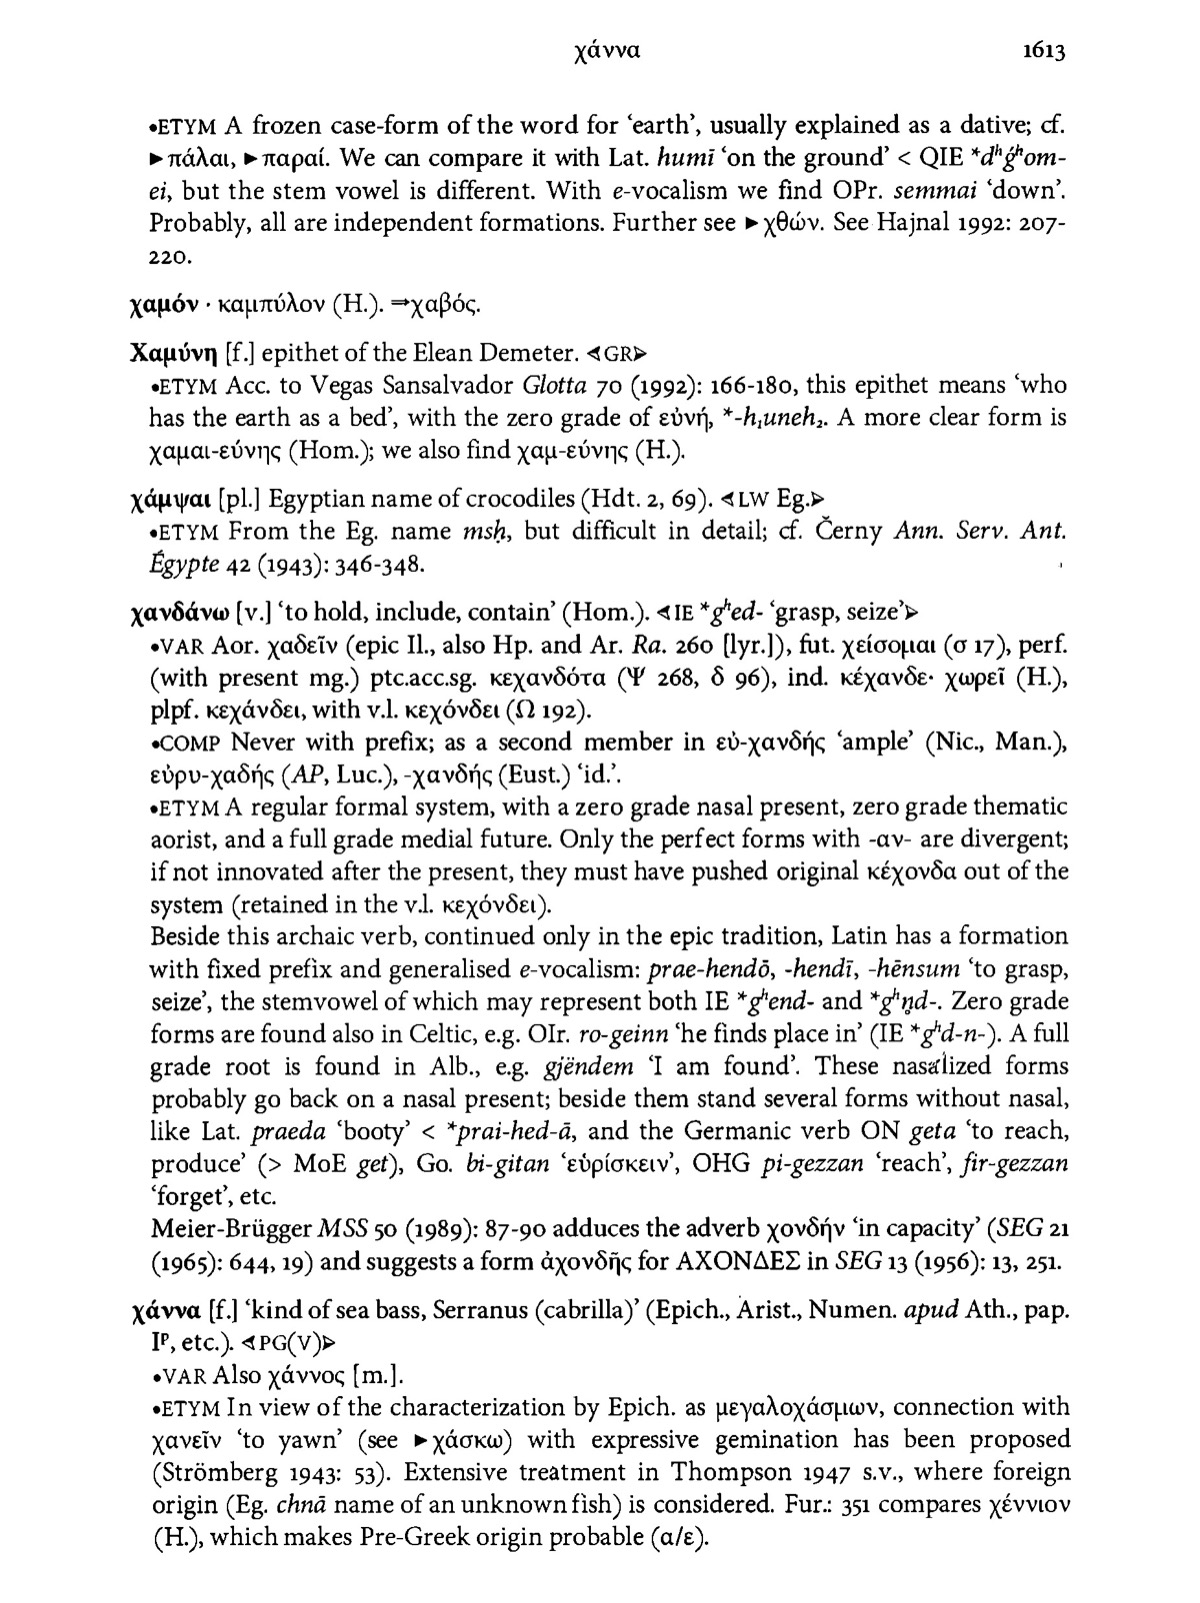 χάννα 1613
•ETYM A frozen case-form of the word for ‘earth’, usually explained as a dative; cf.
►πάλαι, ►παραί. We can compare it with Lat. humī ‘on the ground’ < QIE *dʰǵʰom-
ei, but the stem vowel is different. With e-vocalism we find OPr. semmai ‘down’.
Probably, all are independent formations. Further see ►χθών. See Hajnal 1992: 207-
220.
χαμόν · καμπύλον (H.). ⇒χαβός.
Χαμύνη [f.] epithet of the Elean Demeter. ⊲GR⊳
•ETYM Acc. to Vegas Sansalvador Glotta 70 (1992): 166-180, this epithet means ‘who
has the earth as a bed’, with the zero grade of εὐνή, *-h₁uneh₂. A more clear form is
χαμαι-εύνης (Hom.); we also find χαμ-εύνης (H.).
χάμψαι [pl.] Egyptian name of crocodiles (Hdt. 2, 69). ⊲LW Eg.⊳
•ETYM From the Eg. name msḥ, but difficult in detail; cf. Černy Ann. Serv. Ant.
Égypte 42 (1943): 346-348.
χανδάνω [v.] ‘to hold, include, contain’ (Hom.). ⊲IE *gʰed- ‘grasp, seize’⊳
•VAR Aor. χαδεῖν (epic Il., also Hp. and Ar. Ra. 260 [lyr.]), fut. χείσομαι (σ 17), perf.
(with present mg.) ptc.acc.sg. κεχανδότα (Ψ 268, δ 96), ind. κέχανδε· χωρεῖ (H.),
plpf. κεχάνδει, with v.l. κεχόνδει (Ω 192).
•COMP Never with prefix; as a second member in εὐ-χανδής ‘ample’ (Nic., Man.),
εὐρυ-χαδής (AP, Luc.), -χανδής (Eust.) ‘id.’.
•ETYM A regular formal system, with a zero grade nasal present, zero grade thematic
aorist, and a full grade medial future. Only the perfect forms with -αν- are divergent;
if not innovated after the present, they must have pushed original κέχονδα out of the
system (retained in the v.l. κεχόνδει).
Beside this archaic verb, continued only in the epic tradition, Latin has a formation
with fixed prefix and generalised e-vocalism: prae-hendō, -hendī, -hēnsum ‘to grasp,
seize’, the stemvowel of which may represent both IE *gʰend- and *gʰn̥d-. Zero grade
forms are found also in Celtic, e.g. OIr. ro-geinn ‘he finds place in’ (IE *gʰd-n-). A full
grade root is found in Alb., e.g. gjëndem ‘I am found’. These nasalized forms
probably go back on a nasal present; beside them stand several forms without nasal,
like Lat. praeda ‘booty’ < *prai-hed-ā, and the Germanic verb ON geta ‘to reach,
produce’ (> MoE get), Go. bi-gitan ‘εὑρίσκειν’, OHG pi-gezzan ‘reach’, fir-gezzan
‘forget’, etc.
Meier-Brügger MSS 50 (1989): 87-90 adduces the adverb χονδήν ‘in capacity’ (SEG 21
(1965): 644, 19) and suggests a form ἀχονδῆς for ΑΧΟΝΔΕΣ in SEG 13 (1956): 13, 251.
χάννα [f.] ‘kind of sea bass, Serranus (cabrilla)’ (Epich., Arist., Numen. apud Ath., pap.
Iᴾ, etc.). ⊲PG(V)⊳
•VAR Also χάννος [m.].
•ETYM In view of the characterization by Epich. as μεγαλοχάσμων, connection with
χανεῖν ‘to yawn’ (see ►χάσκω) with expressive gemination has been proposed
(Strömberg 1943: 53). Extensive treatment in Thompson 1947 s.v., where foreign
origin (Eg. chnā name of an unknown fish) is considered. Fur.: 351 compares χέννιον
(H.), which makes Pre-Greek origin probable (α/ε).